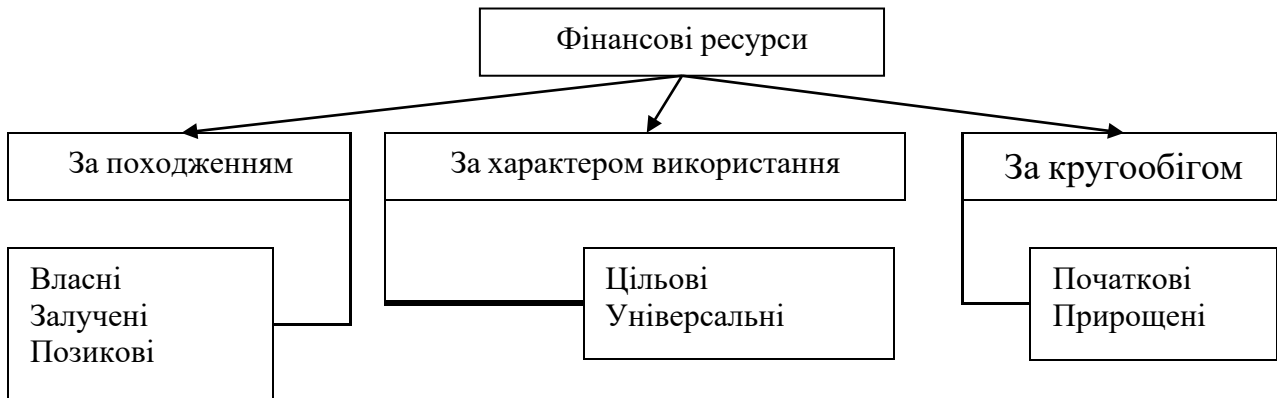 Фінансові ресурси
За походженням
За характером використання
За кругообігом
Власні
Залучені
Позикові
Цільові
Універсальні
Початкові
Прирощені